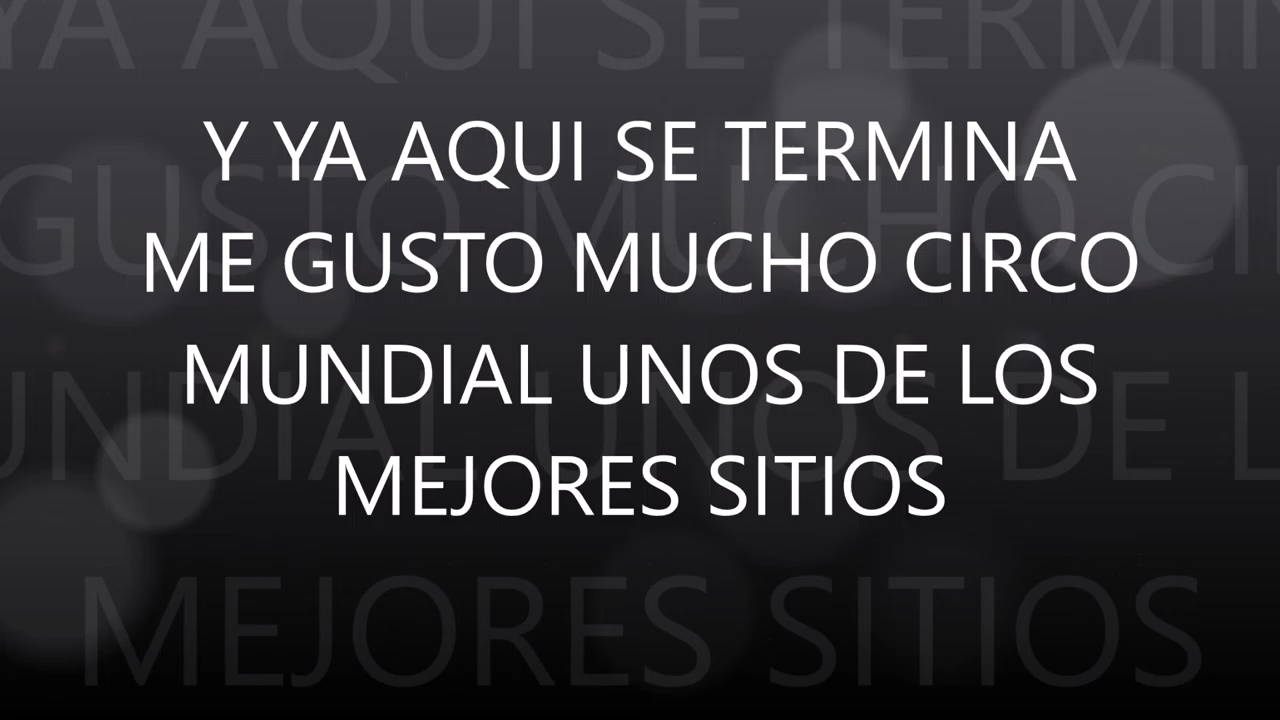 Y YA AQUI SE TERMINA
ME GUSTO MUCHO CIRCO
MUNDIAL UNOS DE LOS
MEJORES SITIOS